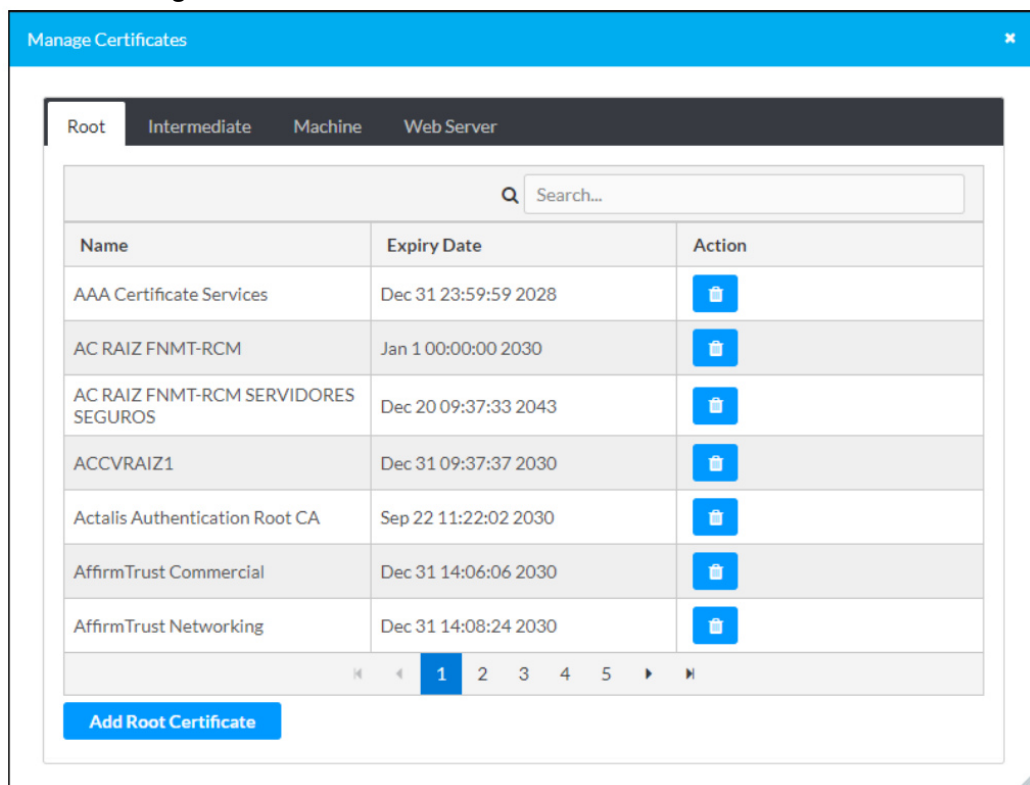 Manage Certificates
Root Intermediate Machine Web Server
Search...
Name Expiry Date Action
AAA Certificate Services Dec 31 23:59:59 2028
AC RAIZ FNMT-RCM Jan 1 00:00:00 2030
AC RAIZ FNMT-RCM SERVIDORES
SEGUROS Dec 20 09:37:33 2043
ACCVRAIZ1 Dec 31 09:37:37 2030
Actalis Authentication Root CA Sep 22 11:22:02 2030
AffirmTrust Commercial Dec 31 14:06:06 2030
AffirmTrust Networking Dec 31 14:08:24 2030
1 2 3 4 5
Add Root Certificate